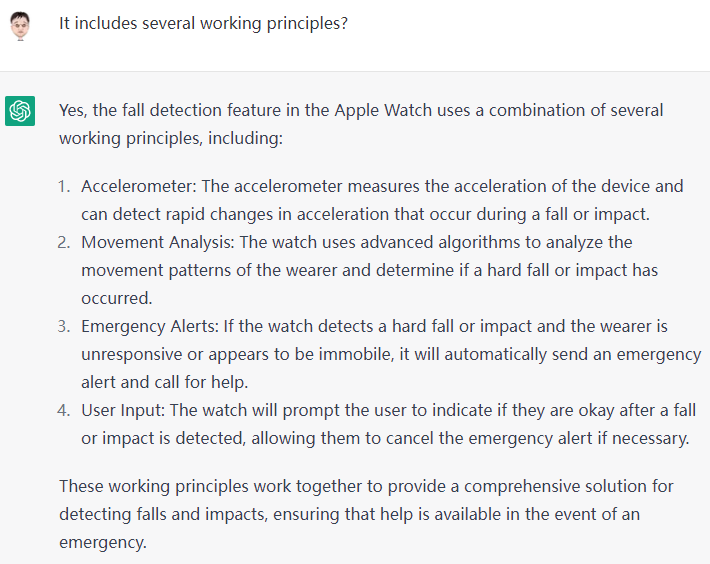 It includes several working principles?
Yes, the fall detection feature in the Apple Watch uses a combination of several
working principles, including:
1. Accelerometer: The accelerometer measures the acceleration of the device and
can detect rapid changes in acceleration that occur during a fall or impact.
2. Movement Analysis: The watch uses advanced algorithms to analyze the
movement patterns of the wearer and determine if a hard fall or impact has
occurred.
3. Emergency Alerts: If the watch detects a hard fall or impact and the wearer is
unresponsive or appears to be immobile, it will automatically send an emergency
alert and call for help.
4. User Input: The watch will prompt the user to indicate if they are okay after a fall
or impact is detected, allowing them to cancel the emergency alert if necessary.
These working principles work together to provide a comprehensive solution for
detecting falls and impacts, ensuring that help is available in the event of an
emergency.